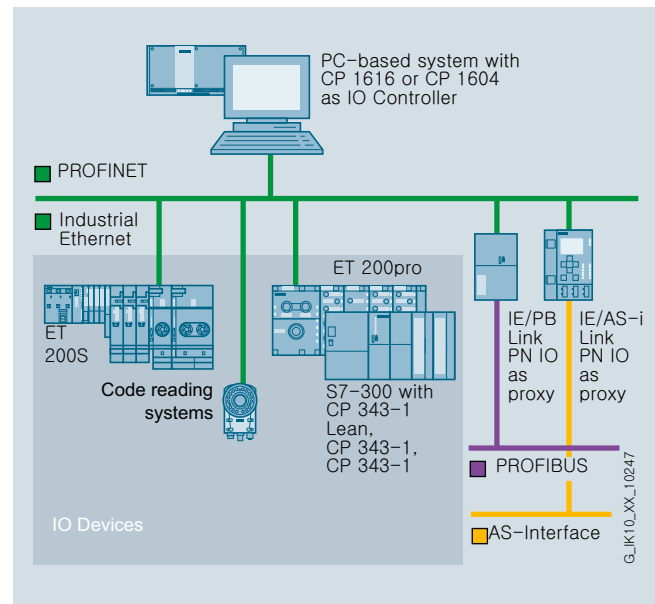 PC-based system with
CP 1616 or CP 1604
as IO Controller
PROFINET
Industrial
Ethernet
ET 200pro
ET
200S
Code reading
systems
S7-300 with
CP 343-1
Lean,
CP 343-1,
CP 343-1
IE/PB
Link
PN IO
as
proxy
IE/AS-i
Link
PN IO
as
proxy
PROFIBUS
AS-Interface
IO Devices
G_IK10_XX_10247